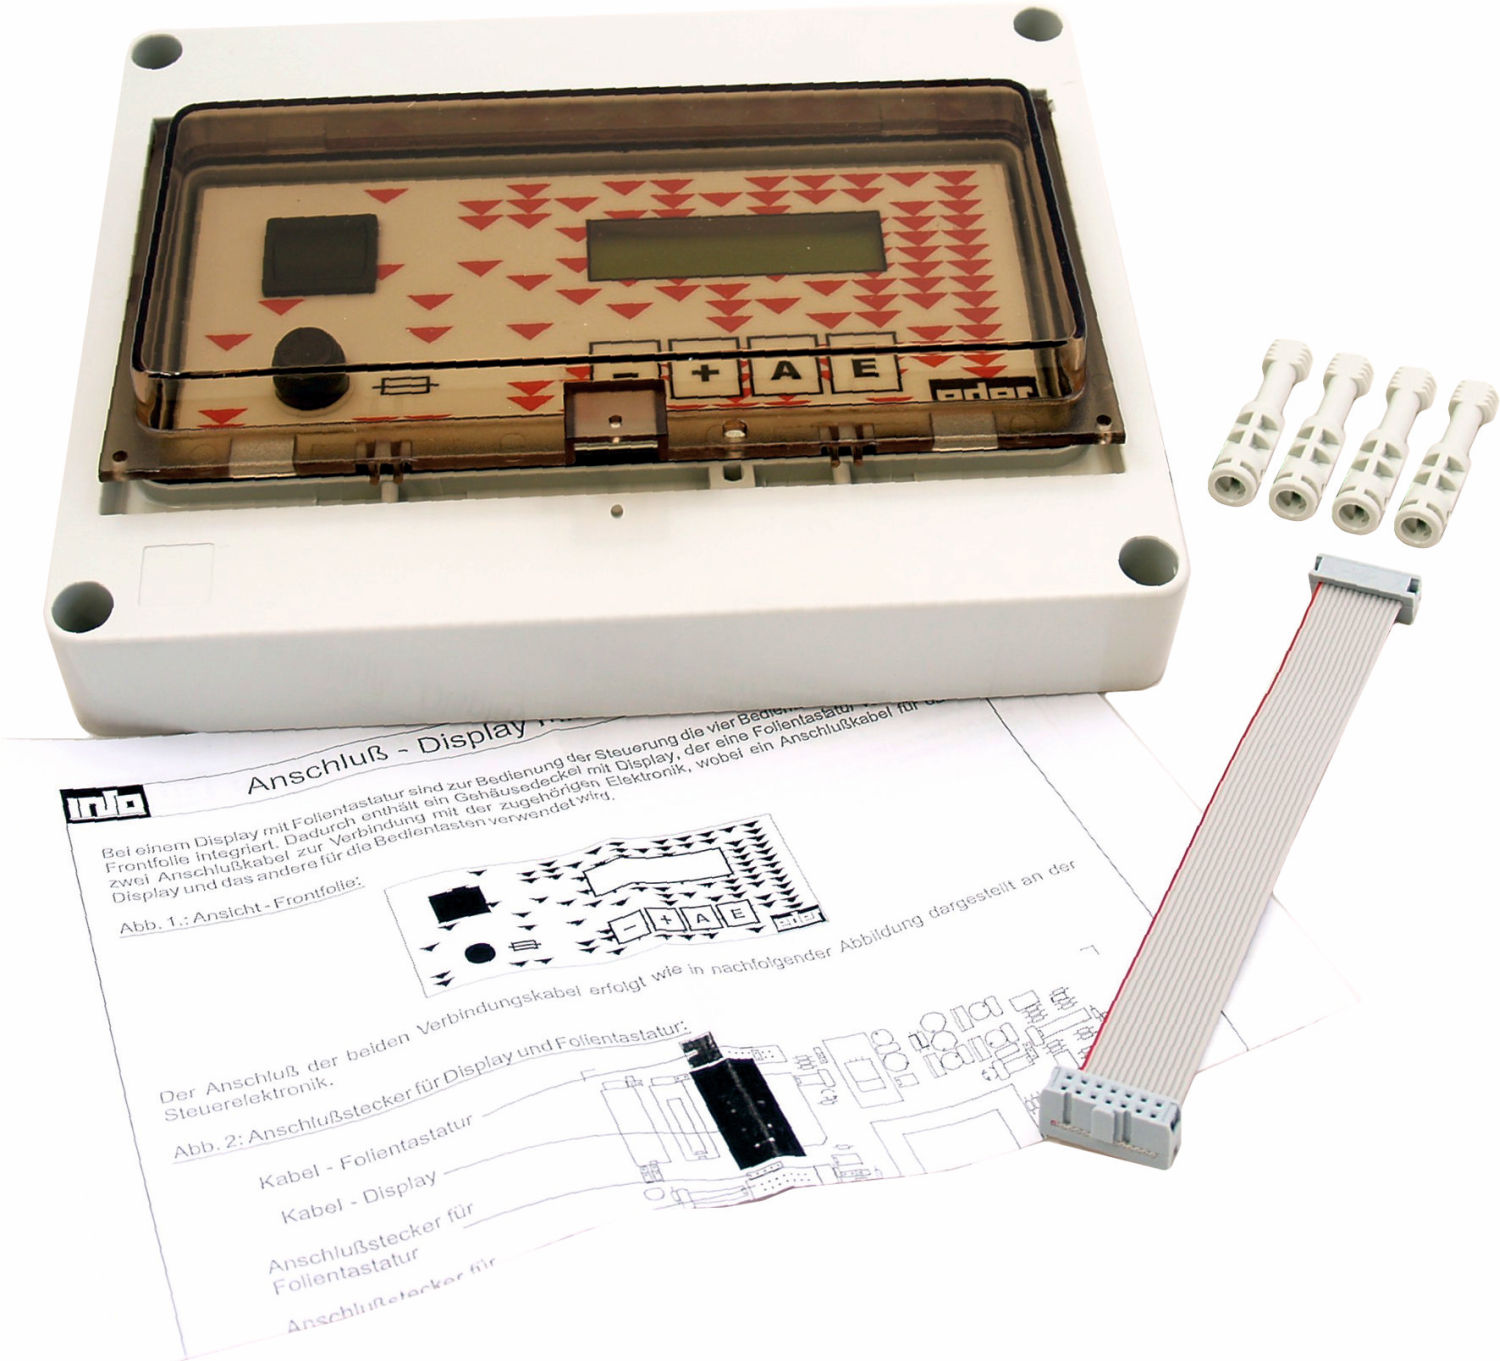 - + A E
oder
info
Anschluß - Display
Bei einem Display mit Folientastatur sind zur Bedienung der Steuerung die vier
Frontfolie integriert. Dadurch enthält ein Gehäusedeckel mit Display, der eine Folientastatur
zwei Anschlußkabel zur Verbindung mit der zugehörigen Elektronik, wobei ein Anschlußkabel für
Display und das andere für die Bedientasten verwendet wird.
Abb. 1.: Ansicht - Frontfolie:
- + A E
oder
Der Anschluß der beiden Verbindungskabel erfolgt wie in nachfolgender Abbildung dargestellt an der
Steuerelektronik.
Abb. 2: Anschlußstecker für Display und Folientastatur:
Kabel - Folientastatur
Kabel - Display
Anschlußstecker für
Folientastatur
Anschlußstecker für